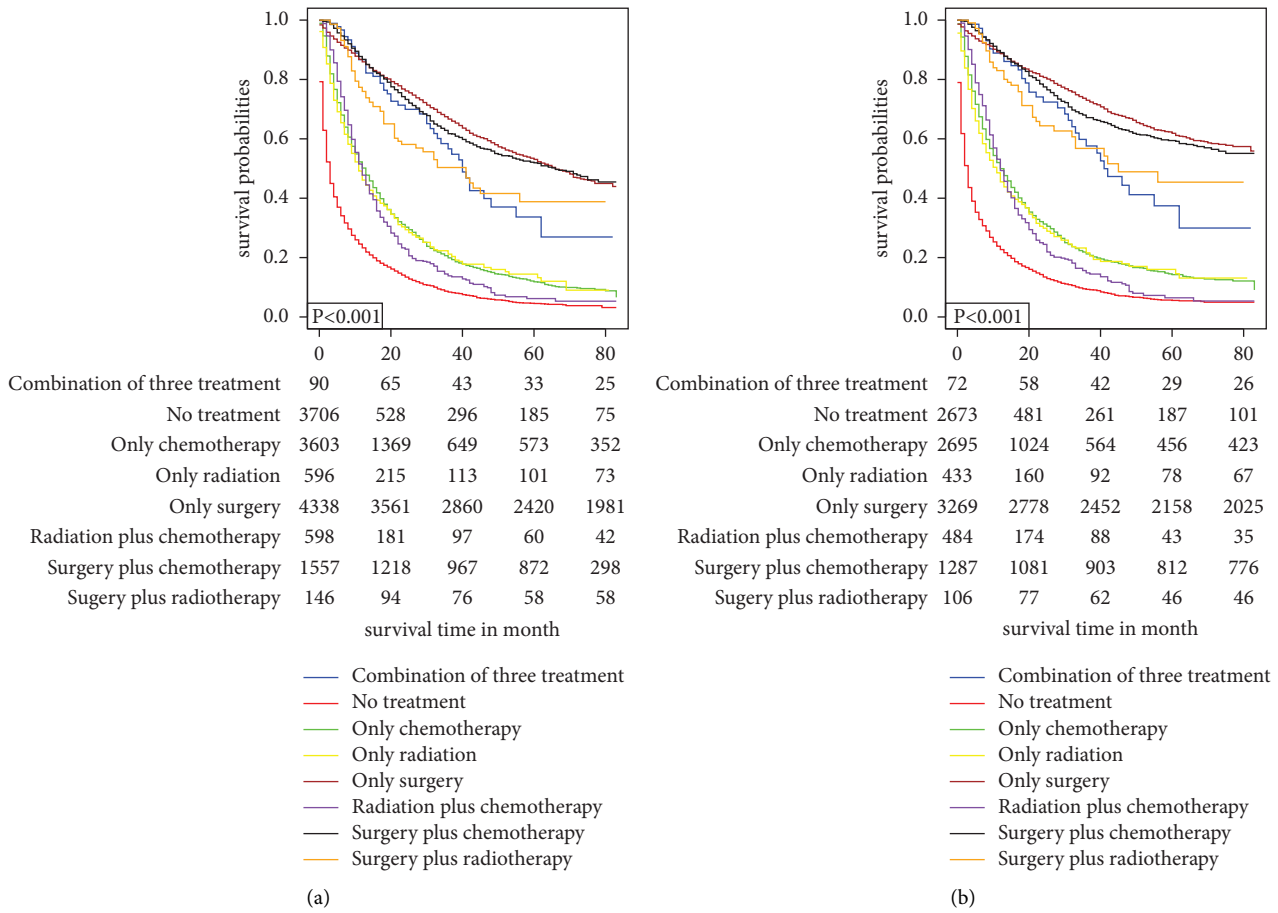 1.0
0.8
0.6
0.4
0.2
0.0
survival probabilities
P<0.001
0 20 40 60 80
Combination of three treatment 90 65 43 33 25
No treatment 3706 528 296 185 75
Only chemotherapy 3603 1369 649 573 352
Only radiation 596 215 113 101 73
Only surgery 4338 3561 2860 2420 1981
Radiation plus chemotherapy 598 181 97 60 42
Surgery plus chemotherapy 1557 1218 967 872 298
Sugery plus radiotherapy 146 94 76 58 58
survival time in month
Combination of three treatment
No treatment
Only chemotherapy
Only radiation
Only surgery
Radiation plus chemotherapy
Surgery plus chemotherapy
Surgery plus radiotherapy
(a)
1.0
0.8
0.6
0.4
0.2
0.0
survival probabilities
P<0.001
0 20 40 60 80
Combination of three treatment 72 58 42 29 26
No treatment 2673 481 261 187 101
Only chemotherapy 2695 1024 564 456 423
Only radiation 433 160 92 78 67
Only surgery 3269 2778 2452 2158 2025
Radiation plus chemotherapy 484 174 88 43 35
Surgery plus chemotherapy 1287 1081 903 812 776
Sugery plus radiotherapy 106 77 62 46 46
survival time in month
Combination of three treatment
No treatment
Only chemotherapy
Only radiation
Only surgery
Radiation plus chemotherapy
Surgery plus chemotherapy
Surgery plus radiotherapy
(b)